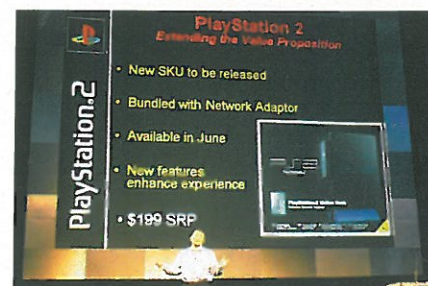 PlayStation 2
Extending the Value Proposition
• New SKU to be released
• Bundled with Network Adaptor
• Available in June
• New features
enhance experience
• $199 SRP
PlayStation.2